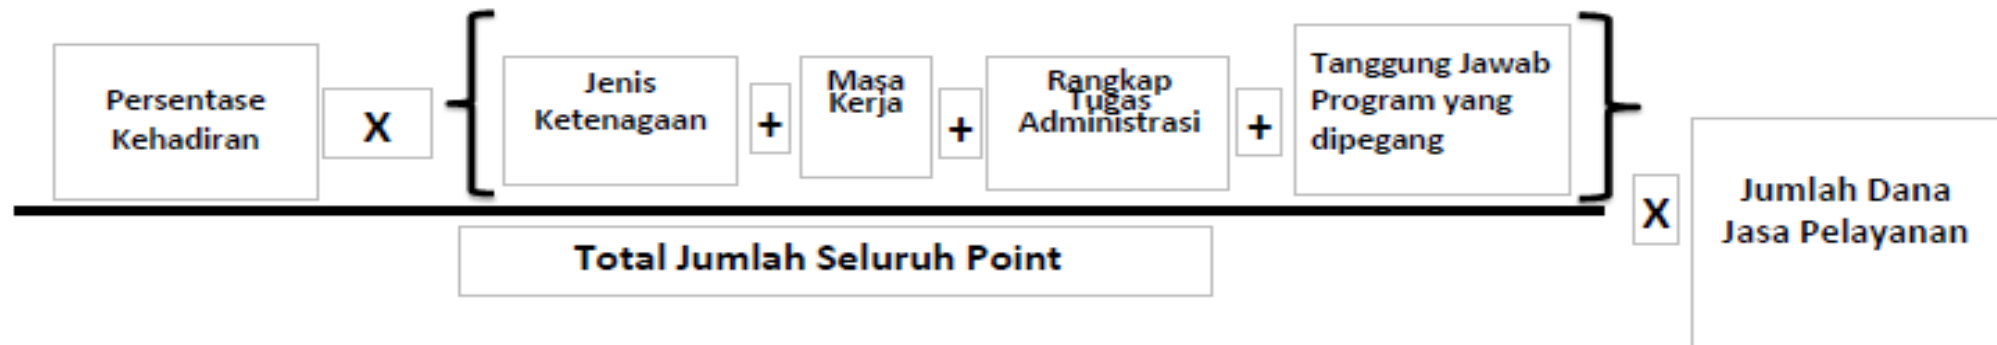 Persentase
Kehadiran
X
{
Jenis
Ketenagaan
+
Masa
Kerja
+
Rangkap
Tugas
Administrasi
+
Tanggung Jawab
Program yang
dipegang
}
Total Jumlah Seluruh Point
X
Jumlah Dana
Jasa Pelayanan